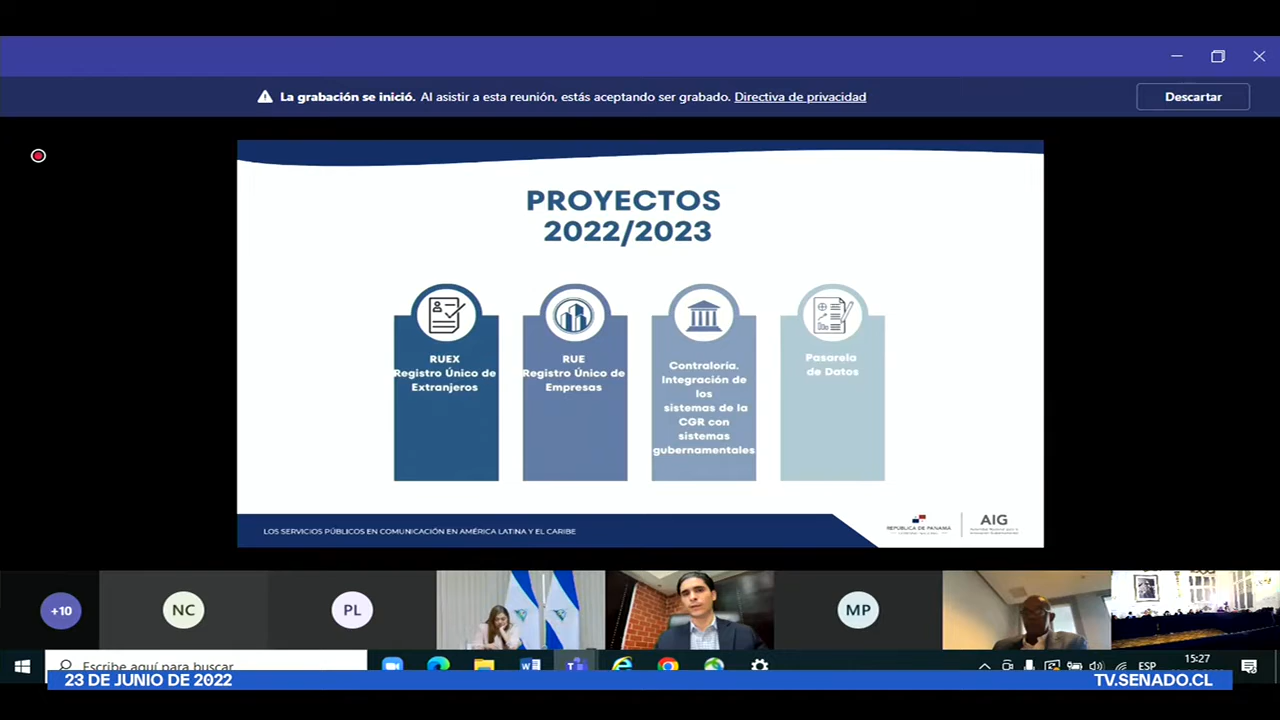 La grabación se inició. Al asistir a esta reunión, estás aceptando ser grabado. Directiva de privacidad
Descartar
PROYECTOS
2022/2023
RUEX
Registro Único de
Extranjeros
RUE
Registro Único de
Empresas
Contraloría.
Integración de
los
sistemas de la
CGR con
sistemas
gubernamentales
Pasarela
de Datos
LOS SERVICIOS PÚBLICOS EN COMUNICACIÓN EN AMÉRICA LATINA Y EL CARIBE
REPÚBLICA DE PANAMÁ
AIG
+10
NC
PL
MP
Escribe aquí para buscar
ESP
15:27
23 DE JUNIO DE 2022
TV.SENADO.CL